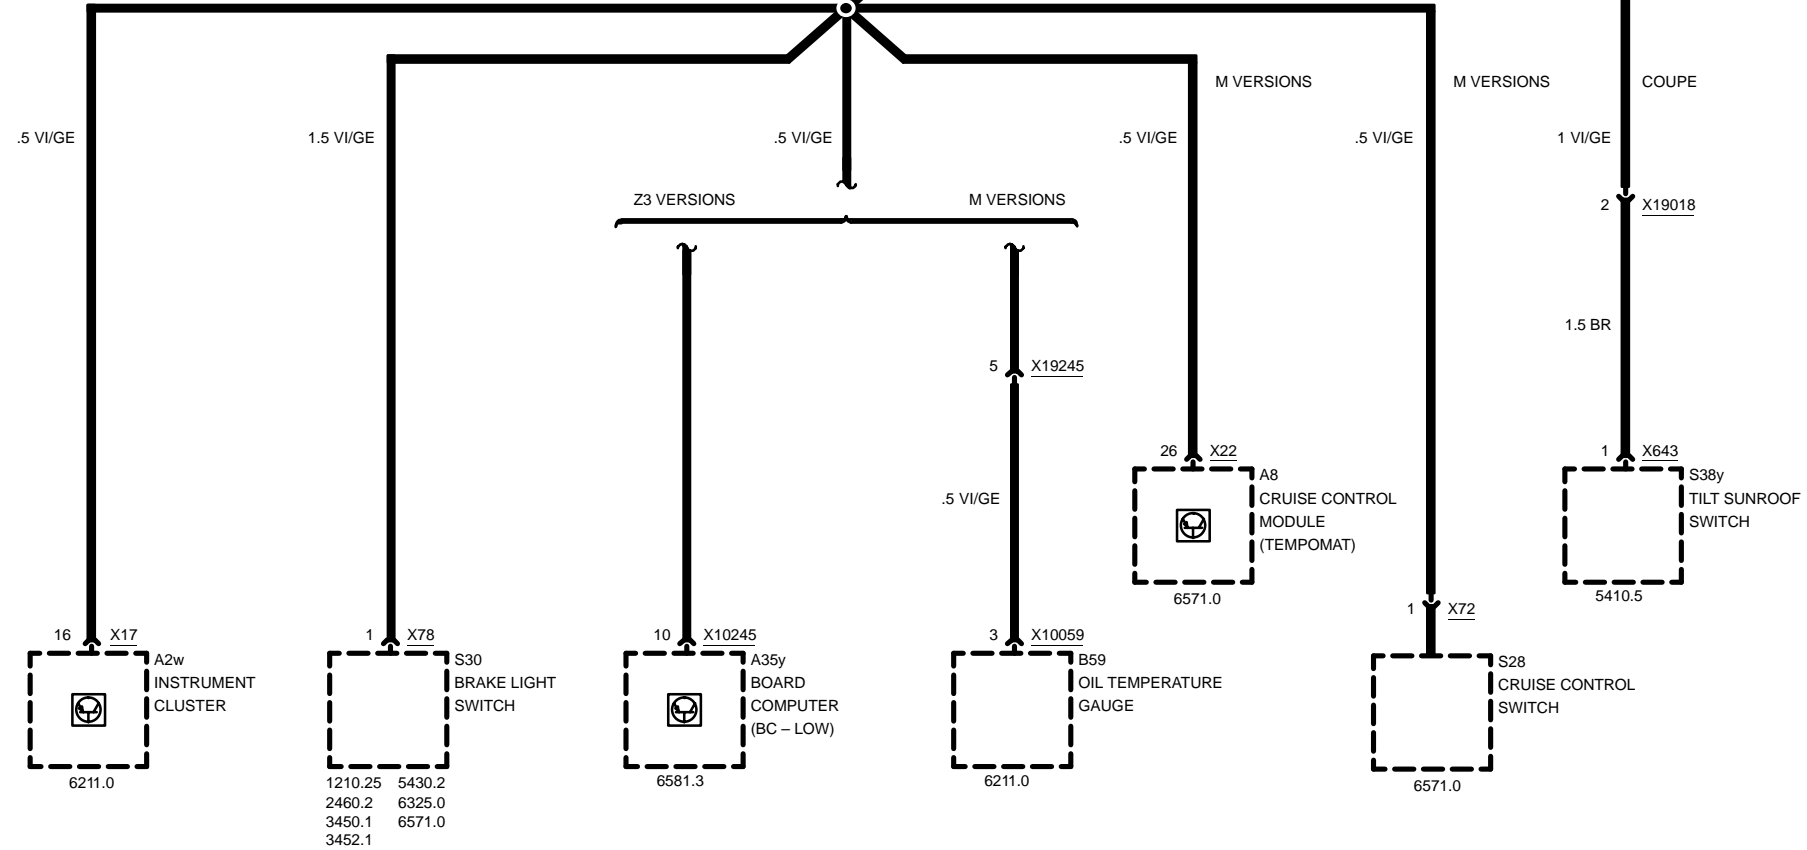 M VERSIONS
M VERSIONS
COUPE
.5 VI/GE
1.5 VI/GE
.5 VI/GE
.5 VI/GE
.5 VI/GE
1 VI/GE
Z3 VERSIONS
M VERSIONS
2 X19018
1.5 BR
5 X19245
26 X22
A8
CRUISE CONTROL
MODULE
(TEMPOMAT)
6571.0
1 X643
S38y
TILT SUNROOF
SWITCH
5410.5
.5 VI/GE
16 X17
A2w
INSTRUMENT
CLUSTER
6211.0
1 X78
S30
BRAKE LIGHT
SWITCH
1210.25 5430.2
2460.2 6325.0
3450.1 6571.0
3452.1
10 X10245
A35y
BOARD
COMPUTER
(BC – LOW)
6581.3
3 X10059
B59
OIL TEMPERATURE
GAUGE
6211.0
1 X72
S28
CRUISE CONTROL
SWITCH
6571.0